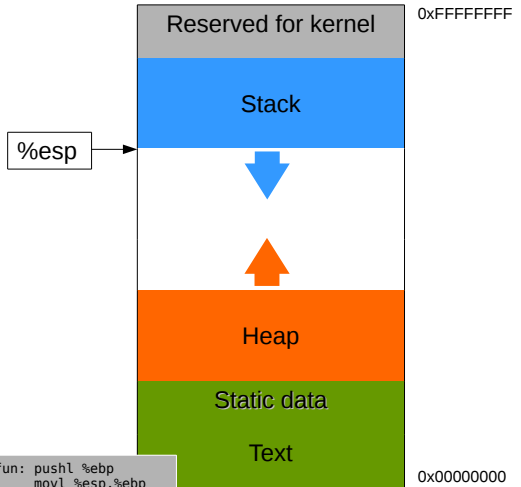 Reserved for kernel
0xFFFFFFFF
Stack
%esp
Heap
Static data
Text
fun: pushl %ebp
movl %esp,%ebp
0x00000000